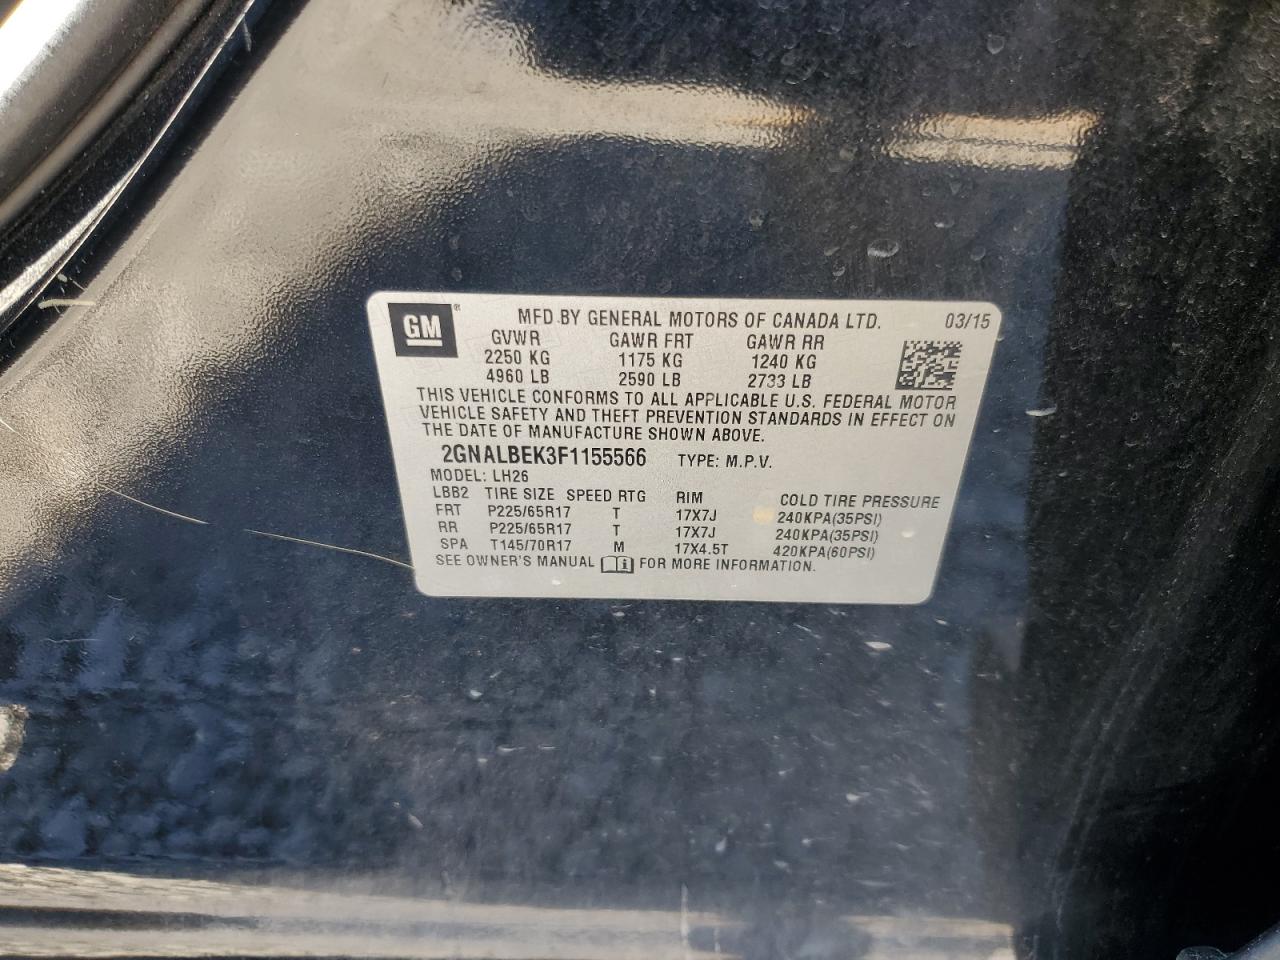 GM ® MFD.BY GENERAL MOTORS OF CANADA LTD. 03/15
GVWR GAWR FRT GAWR RR
2250 KG 1175 KG 1240 KG
4960 LB 2590 LB 2733 LB
THIS VEHICLE CONFORMS TO ALL APPLICABLE U.S. FEDERAL MOTOR
VEHICLE SAFETY AND THEFT PREVENTION STANDARDS IN EFFECT ON
THE DATE OF MANUFACTURE SHOWN ABOVE.
2GNALBEK3F1155566 TYPE: M.P.V.
MODEL: LH26
LBB2 TIRE SIZE SPEED RTG RIM COLD TIRE PRESSURE
FRT P225/65R17 T 17X7J 240KPA(35PSI)
RR P225/65R17 T 17X7J 240KPA(35PSI)
SPA T145/70R17 M 17X4.5T 420KPA(60PSI)
SEE OWNER'S MANUAL FOR MORE INFORMATION.